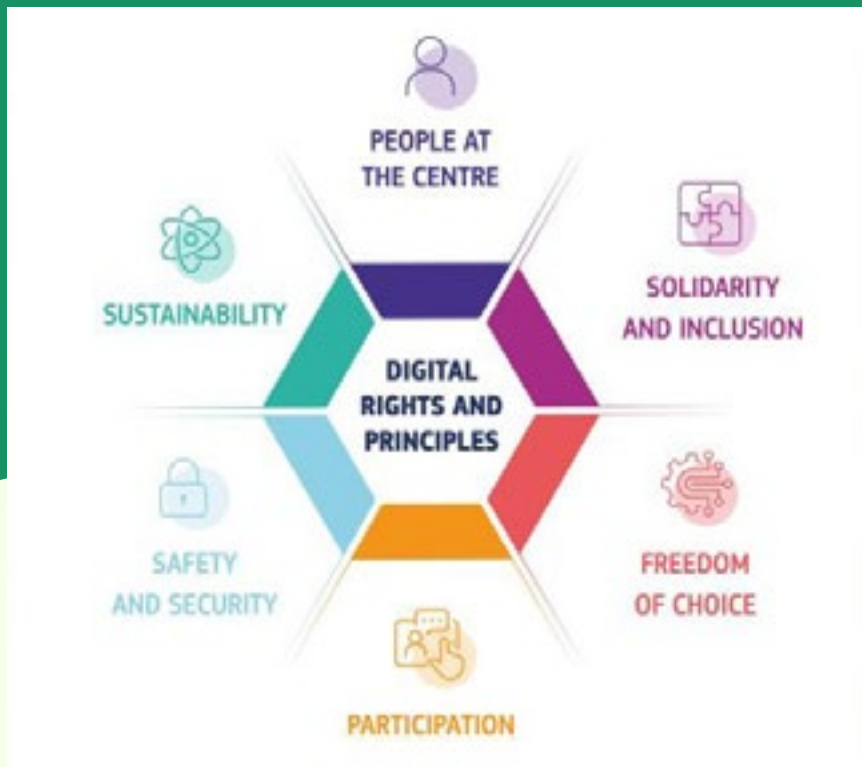 PEOPLE AT
THE CENTRE
SOLIDARITY
AND INCLUSION
SUSTAINABILITY
DIGITAL
RIGHTS AND
PRINCIPLES
SAFETY
AND SECURITY
FREEDOM
OF CHOICE
PARTICIPATION